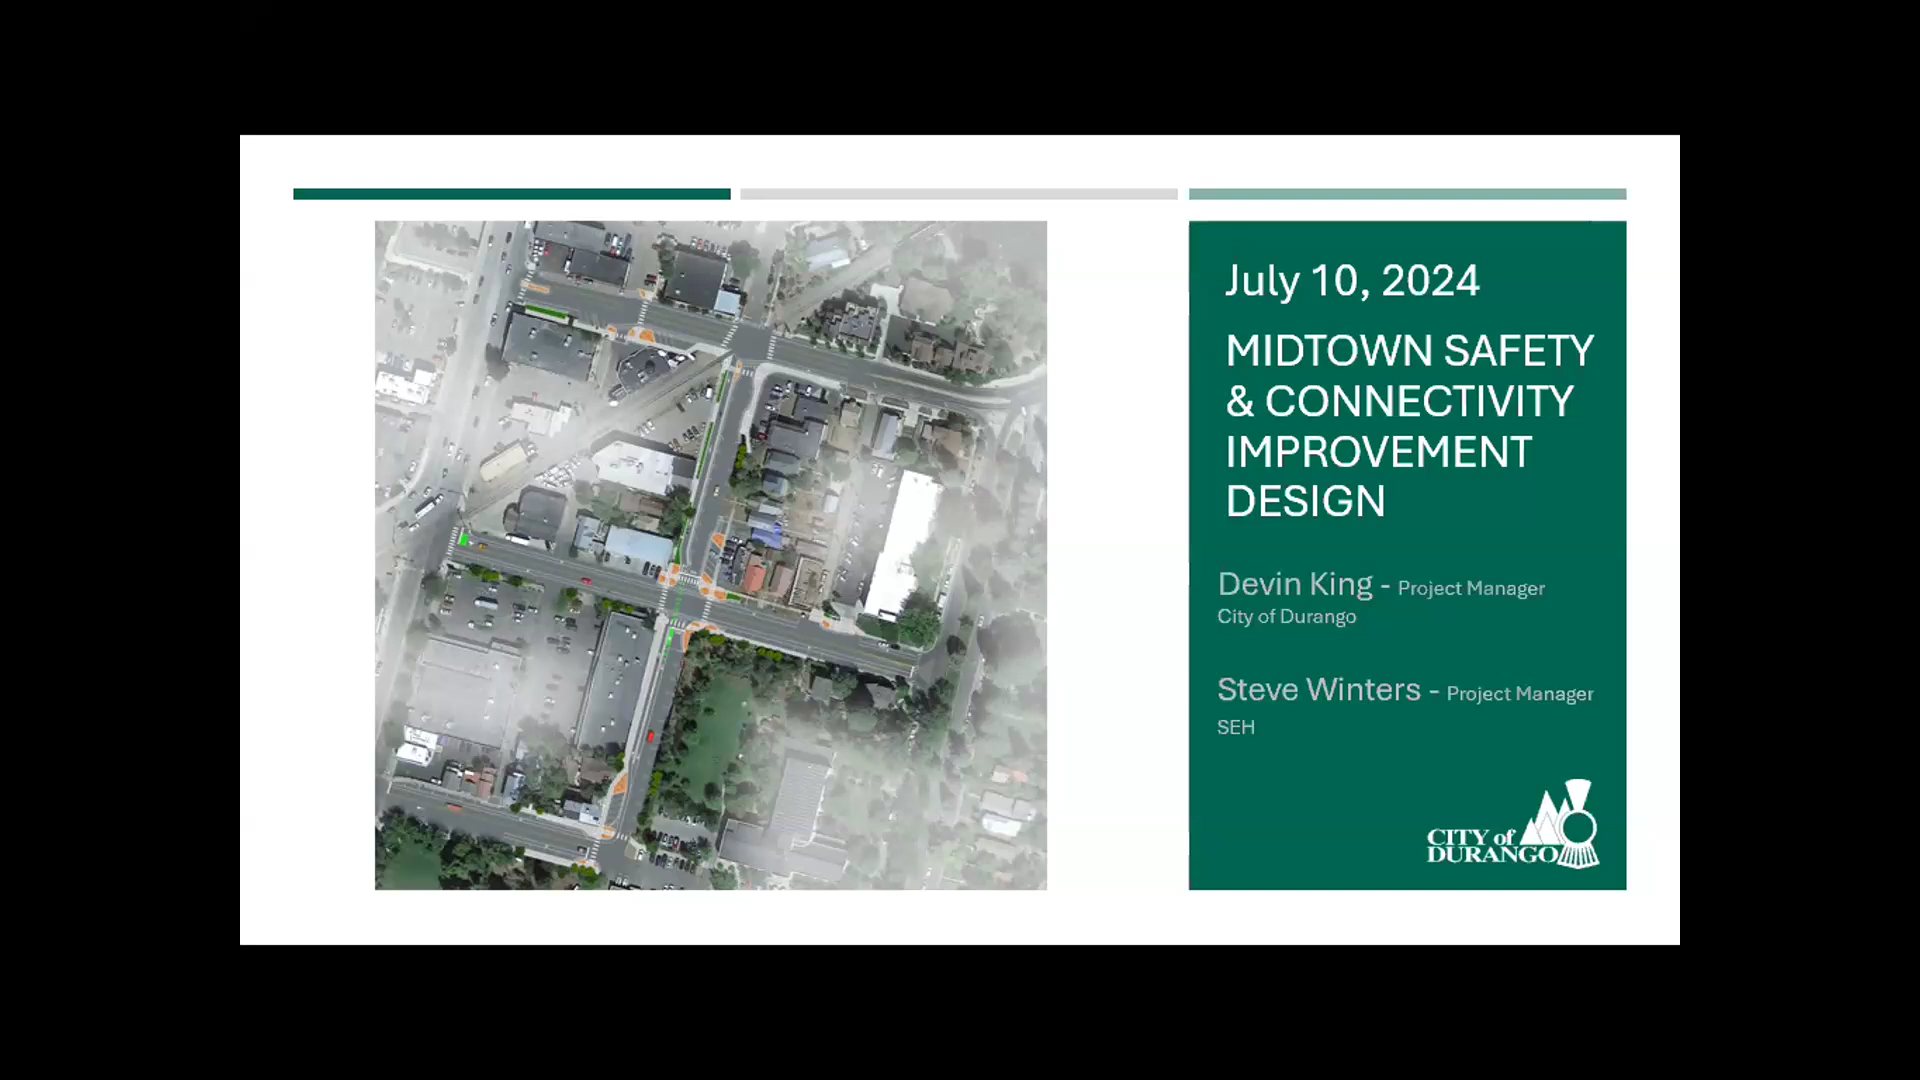 July 10, 2024
MIDTOWN SAFETY
& CONNECTIVITY
IMPROVEMENT
DESIGN
Devin King - Project Manager
City of Durango
Steve Winters - Project Manager
SEH
CITY of
DURANGO